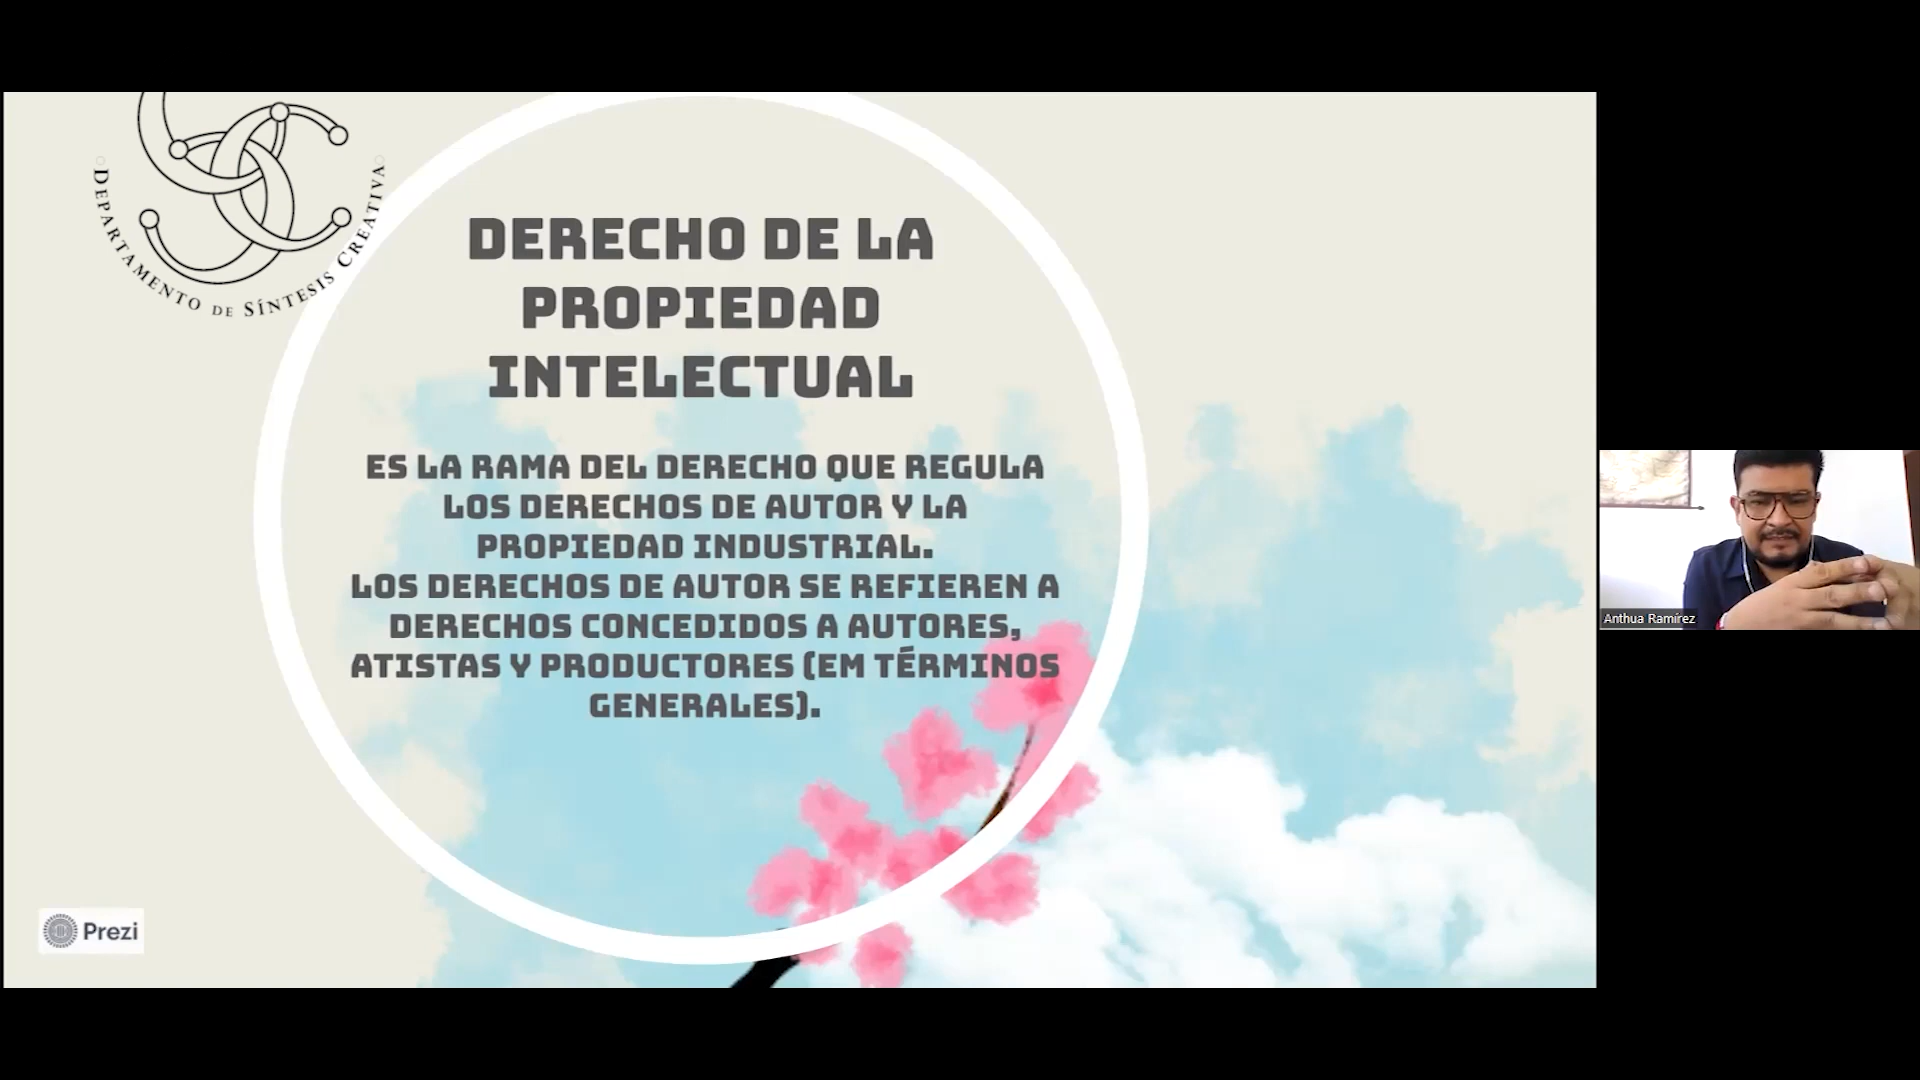 DEPARTAMENTO DE SÍNTESIS CREATIVA
DERECHO DE LA
PROPIEDAD
INTELECTUAL
ES LA RAMA DEL DERECHO QUE REGULA
LOS DERECHOS DE AUTOR Y LA
PROPIEDAD INDUSTRIAL.
LOS DERECHOS DE AUTOR SE REFIEREN A
DERECHOS CONCEDIDOS A AUTORES,
ATISTAS Y PRODUCTORES (EM TÉRMINOS
GENERALES).
Prezi
Anthua Ramírez